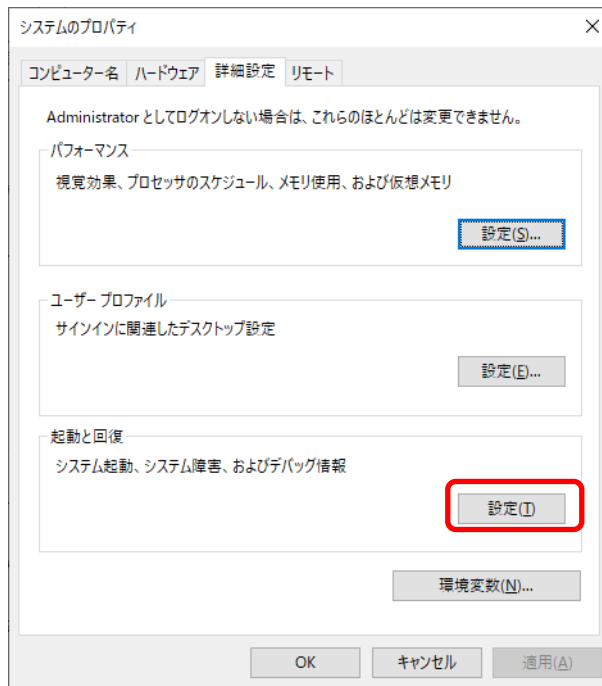 システムのプロパティ
コンピューター名 ハードウェア 詳細設定 リモート
Administrator としてログオンしない場合は、これらのほとんどは変更できません。
パフォーマンス
視覚効果、プロセッサのスケジュール、メモリ使用、および仮想メモリ
設定(S)...
ユーザー プロファイル
サインインに関連したデスクトップ設定
設定(E)...
起動と回復
システム起動、システム障害、およびデバッグ情報
設定(T)
環境変数(N)...
OK キャンセル 適用(A)